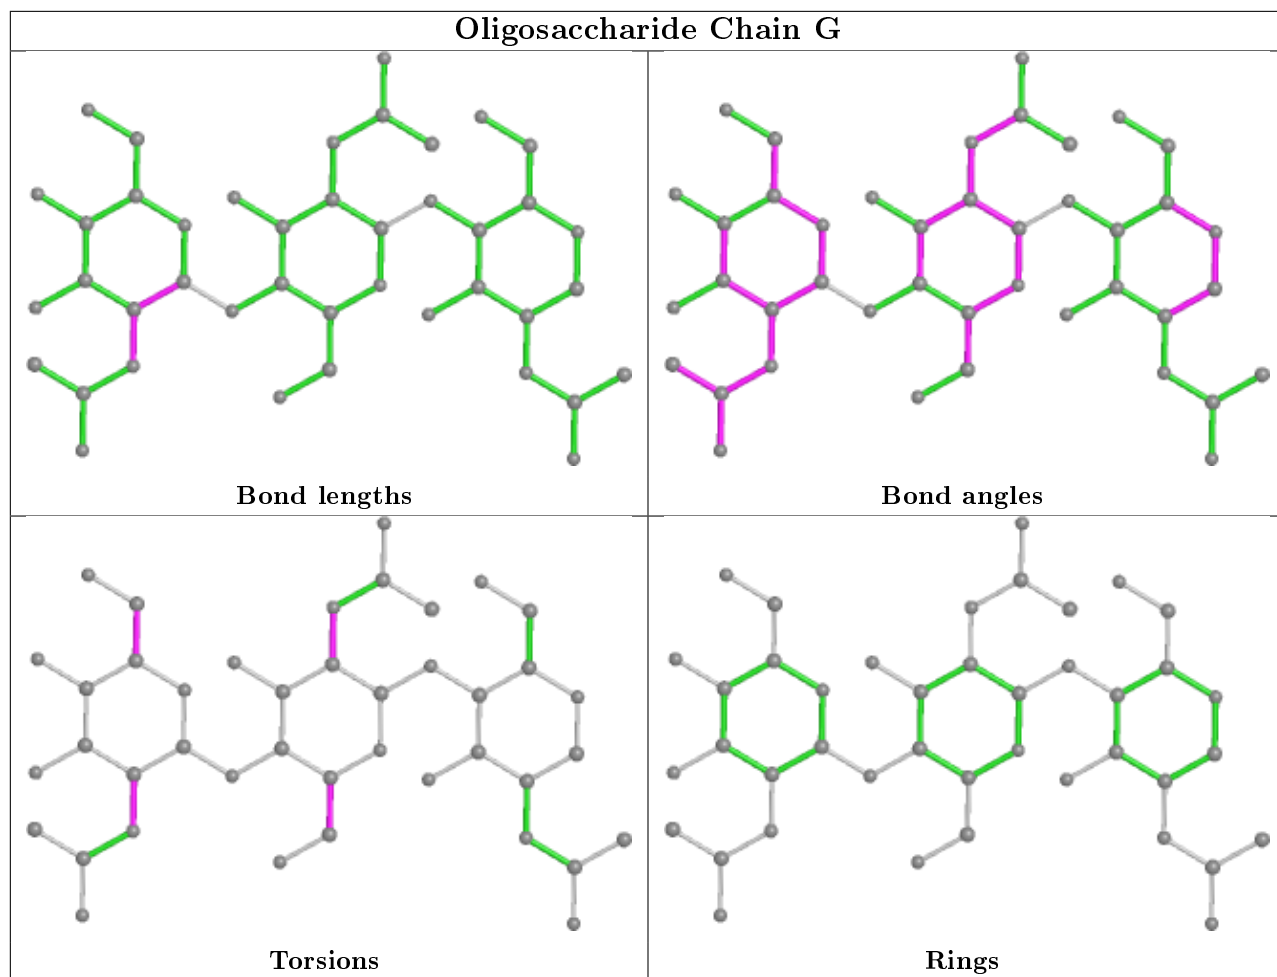 Oligosaccharide Chain G
Bond lengths
Bond angles
Torsions
Rings